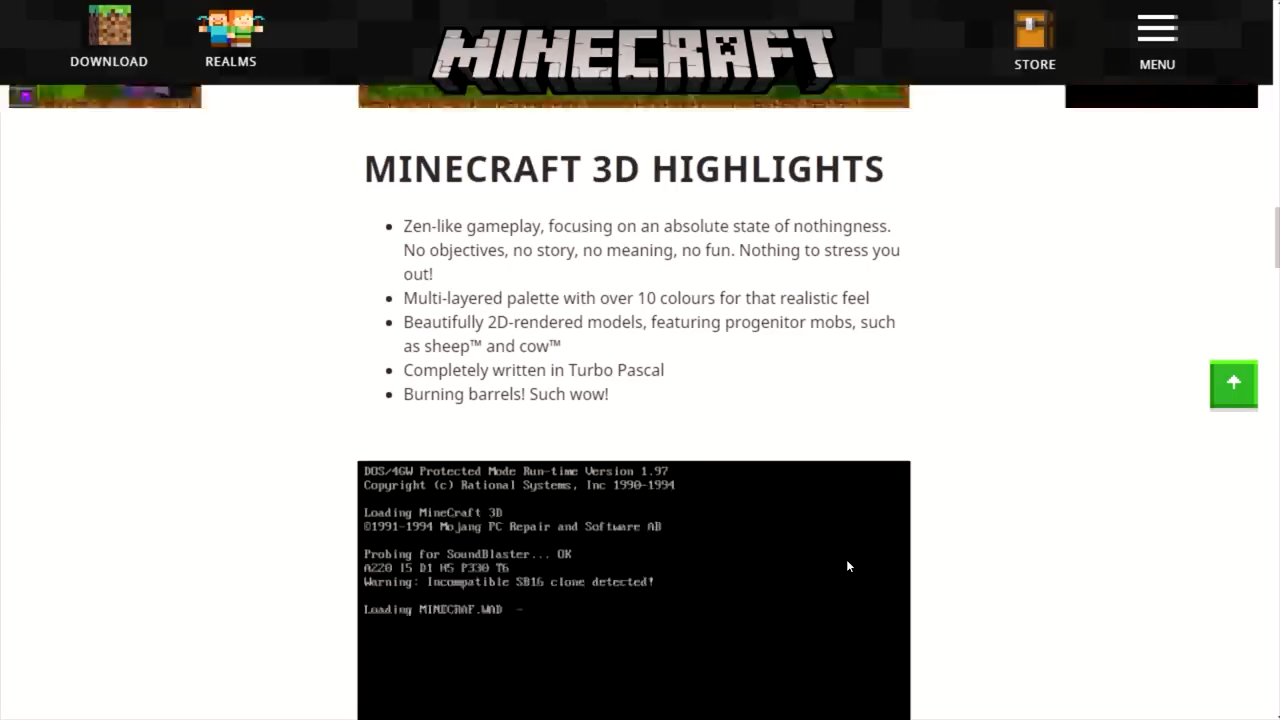 DOWNLOAD
REALMS
MINECRAFT
STORE
MENU
MINECRAFT 3D HIGHLIGHTS
Zen-like gameplay, focusing on an absolute state of nothingness.
No objectives, no story, no meaning, no fun. Nothing to stress you
out!
Multi-layered palette with over 10 colours for that realistic feel
Beautifully 2D-rendered models, featuring progenitor mobs, such
as sheep™ and cow™
Completely written in Turbo Pascal
Burning barrels! Such wow!
DOS/4GW Protected Mode Run-time Version 1.97
Copyright (c) Rational Systems, Inc 1990-1994
Loading MineCraft 3D
©1991-1994 Mojang PC Repair and Software AB
Probing for SoundBlaster... OK
A220 I5 D1 H5 P330 T6
Warning: Incompatible SB16 clone detected!
Loading MINECRAF.WAD -